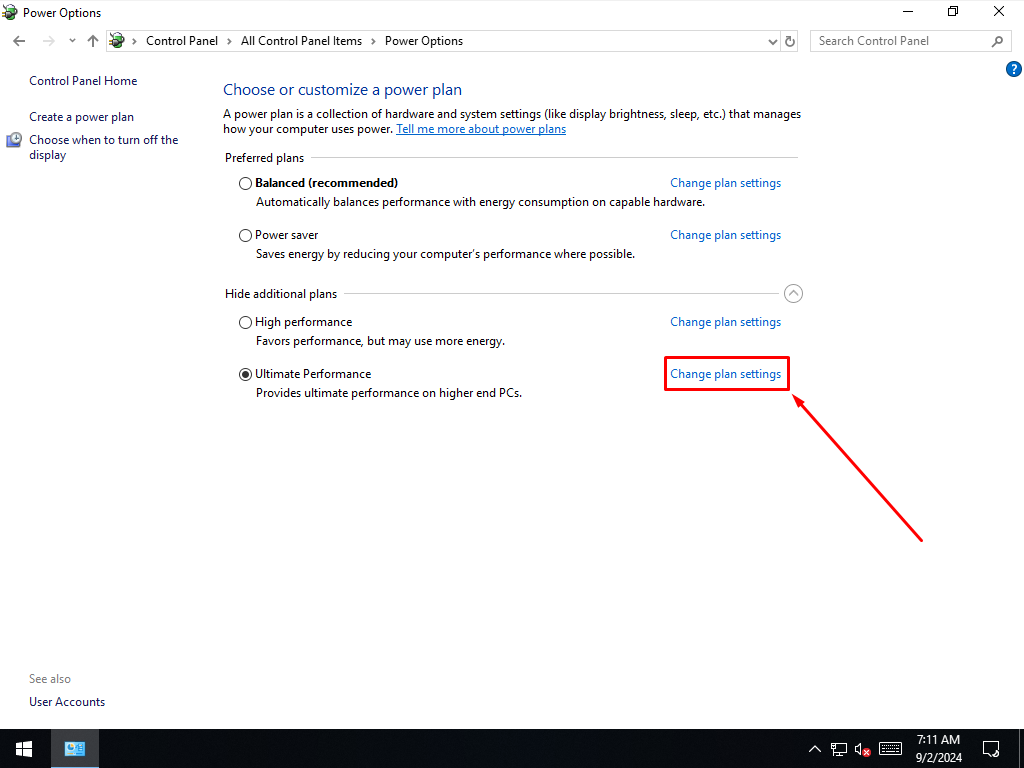 Power Options
Control Panel
All Control Panel Items
Power Options
Search Control Panel
?
Control Panel Home
Create a power plan
Choose when to turn off the
display
Choose or customize a power plan
A power plan is a collection of hardware and system settings (like display brightness, sleep, etc.) that manages
how your computer uses power. Tell me more about power plans
Preferred plans
Balanced (recommended)
Change plan settings
Automatically balances performance with energy consumption on capable hardware.
Power saver
Change plan settings
Saves energy by reducing your computer's performance where possible.
Hide additional plans
High performance
Change plan settings
Favors performance, but may use more energy.
Ultimate Performance
Change plan settings
Provides ultimate performance on higher end PCs.
See also
User Accounts
7:11 AM
9/2/2024